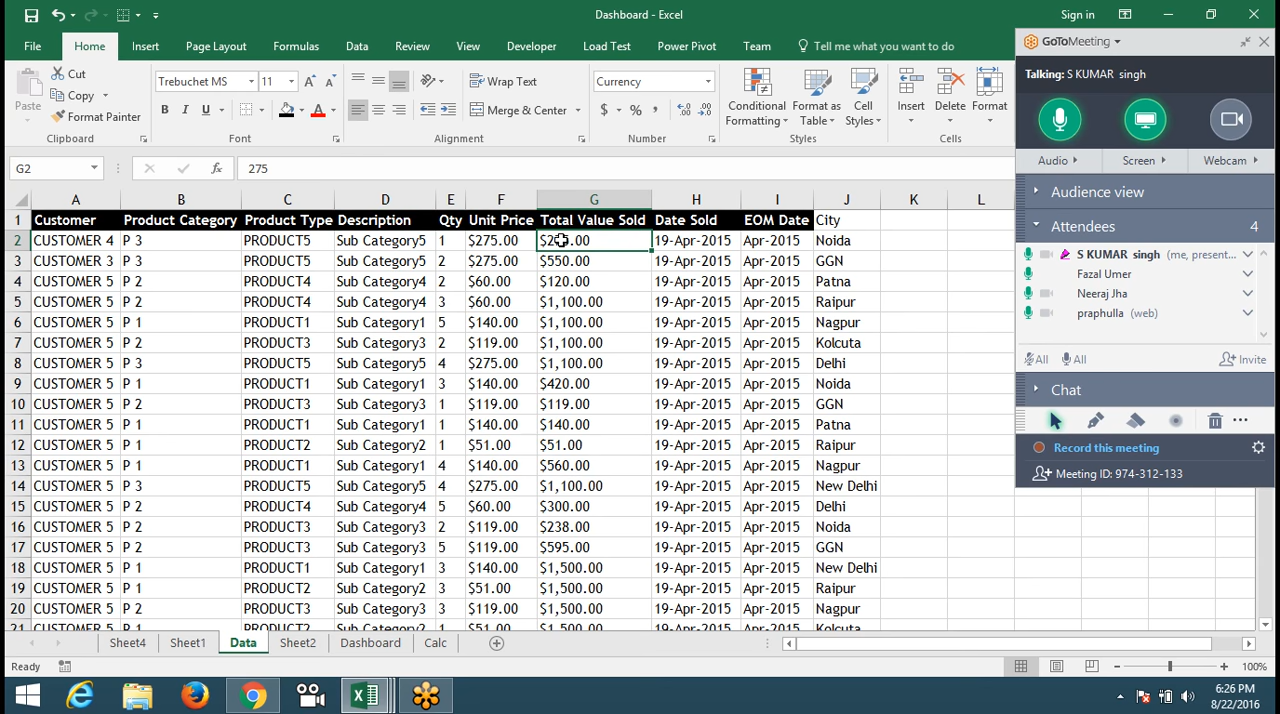 Dashboard - Excel
Sign in
File Home Insert Page Layout Formulas Data Review View Developer Load Test Power Pivot Team Tell me what you want to do
Paste
Cut
Copy
Format Painter
Clipboard
Trebuchet MS 11
B I U
Font
Wrap Text
Merge & Center
Alignment
Currency
$ % ,
Number
Conditional Formatting
Format as Table
Cell Styles
Styles
Insert Delete Format
Cells
G2 fx 275
A B C D E F G H I J K L
1 Customer Product Category Product Type Description Qty Unit Price Total Value Sold Date Sold EOM Date City
2 CUSTOMER 4 P 3 PRODUCT5 Sub Category5 1 $275.00 19-Apr-2015 Apr-2015 Noida
3 CUSTOMER 3 P 3 PRODUCT5 Sub Category5 2 $275.00 $550.00 19-Apr-2015 Apr-2015 GGN
4 CUSTOMER 5 P 2 PRODUCT4 Sub Category4 2 $60.00 $120.00 19-Apr-2015 Apr-2015 Patna
5 CUSTOMER 5 P 2 PRODUCT4 Sub Category4 3 $60.00 $1,100.00 19-Apr-2015 Apr-2015 Raipur
6 CUSTOMER 5 P 1 PRODUCT1 Sub Category1 5 $140.00 $1,100.00 19-Apr-2015 Apr-2015 Nagpur
7 CUSTOMER 5 P 2 PRODUCT3 Sub Category3 2 $119.00 $1,100.00 19-Apr-2015 Apr-2015 Kolcuta
8 CUSTOMER 5 P 3 PRODUCT5 Sub Category5 4 $275.00 $1,100.00 19-Apr-2015 Apr-2015 Delhi
9 CUSTOMER 5 P 1 PRODUCT1 Sub Category1 3 $140.00 $420.00 19-Apr-2015 Apr-2015 Noida
10 CUSTOMER 5 P 2 PRODUCT3 Sub Category3 1 $119.00 $119.00 19-Apr-2015 Apr-2015 GGN
11 CUSTOMER 5 P 1 PRODUCT1 Sub Category1 1 $140.00 $140.00 19-Apr-2015 Apr-2015 Patna
12 CUSTOMER 5 P 1 PRODUCT2 Sub Category2 1 $51.00 $51.00 19-Apr-2015 Apr-2015 Raipur
13 CUSTOMER 5 P 1 PRODUCT1 Sub Category1 4 $140.00 $560.00 19-Apr-2015 Apr-2015 Nagpur
14 CUSTOMER 5 P 3 PRODUCT5 Sub Category5 4 $275.00 $1,100.00 19-Apr-2015 Apr-2015 New Delhi
15 CUSTOMER 5 P 2 PRODUCT4 Sub Category4 5 $60.00 $300.00 19-Apr-2015 Apr-2015 Delhi
16 CUSTOMER 5 P 2 PRODUCT3 Sub Category3 2 $119.00 $238.00 19-Apr-2015 Apr-2015 Noida
17 CUSTOMER 5 P 2 PRODUCT3 Sub Category3 5 $119.00 $595.00 19-Apr-2015 Apr-2015 GGN
18 CUSTOMER 5 P 1 PRODUCT1 Sub Category1 3 $140.00 $1,500.00 19-Apr-2015 Apr-2015 New Delhi
19 CUSTOMER 5 P 1 PRODUCT2 Sub Category2 3 $51.00 $1,500.00 19-Apr-2015 Apr-2015 Raipur
20 CUSTOMER 5 P 2 PRODUCT3 Sub Category3 3 $119.00 $1,500.00 19-Apr-2015 Apr-2015 Nagpur
21 CUSTOMER 5 P 1 PRODUCT2 Sub Category2 3 $51.00 $1,500.00 19-Apr-2015 Apr-2015 Kolcuta
Sheet4 Sheet1 Data Sheet2 Dashboard Calc
Ready
100%
GoToMeeting
Talking: S KUMAR singh
Audio Screen Webcam
Audience view
Attendees 4
S KUMAR singh (me, present...
Fazal Umer
Neeraj Jha
praphulla (web)
All All Invite
Chat
Record this meeting
Meeting ID: 974-312-133
6:26 PM
8/22/2016